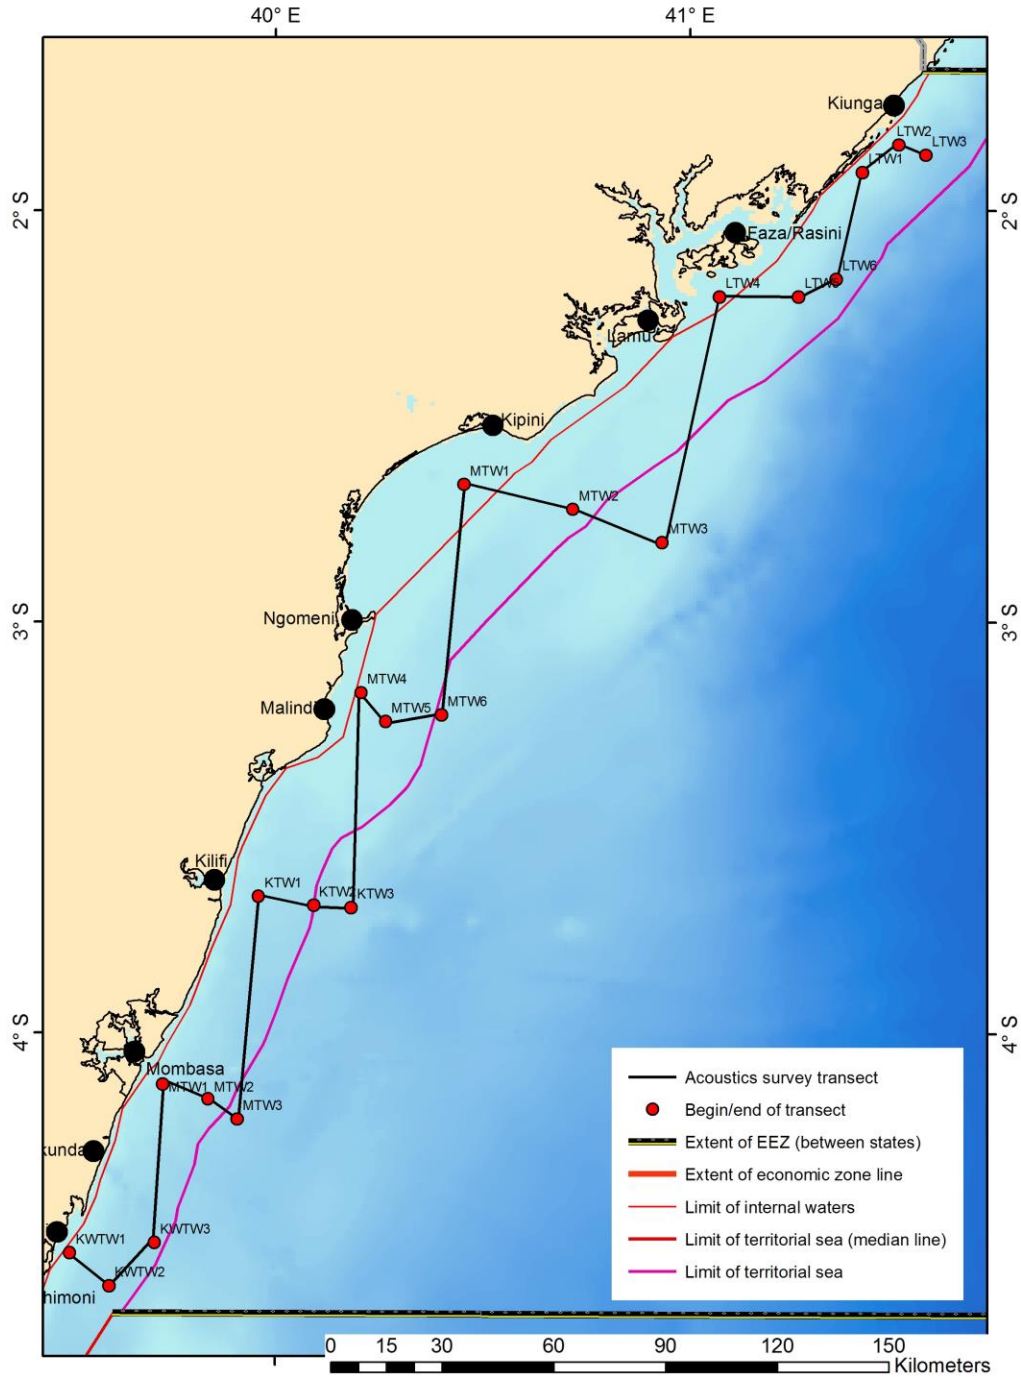 40° E
41° E
Kiunga
LTW2
LTW3
LTW1
2° S
2° S
Faza/Rasini
LTW6
LTW4
LTW5
Lamu
Kipini
MTW1
MTW2
MTW3
3° S
3° S
Ngomeni
MTW4
Malindi
MTW5
MTW6
Kilifi
KTW1
KTW2
KTW3
4° S
4° S
Mombasa
MTW1
MTW2
MTW3
kunda
KWTW3
KWTW1
KWTW2
himoni
Acoustics survey transect
Begin/end of transect
Extent of EEZ (between states)
Extent of economic zone line
Limit of internal waters
Limit of territorial sea (median line)
Limit of territorial sea
0 15 30 60 90 120 150
Kilometers